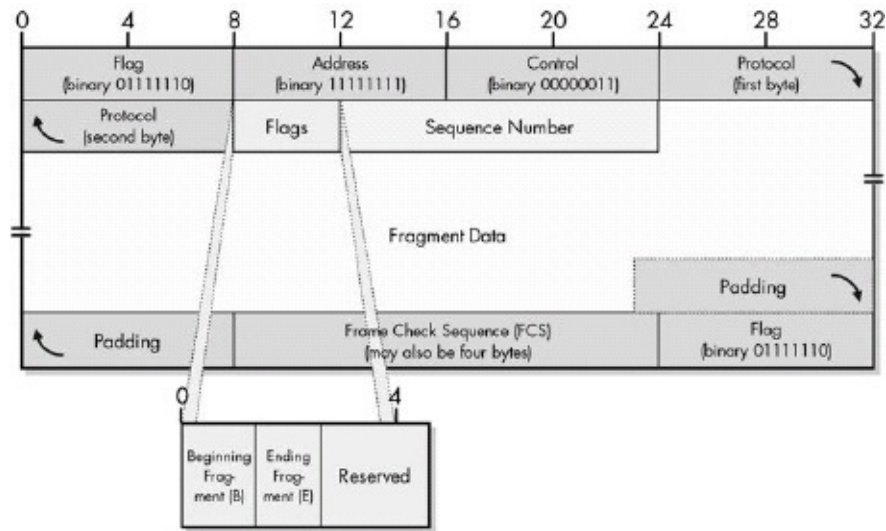 0 4 8 12 16 20 24 28 32
Flag
(binary 01111110)
Address
(binary 11111111)
Control
(binary 00000011)
Protocol
(first byte)
Protocol
(second byte)
Flags
Sequence Number
Fragment Data
Padding
Padding
Frame Check Sequence (FCS)
(may also be four bytes)
Flag
(binary 01111110)
0 4
Beginning
Frag-
ment (B)
Ending
Frag-
ment (E)
Reserved